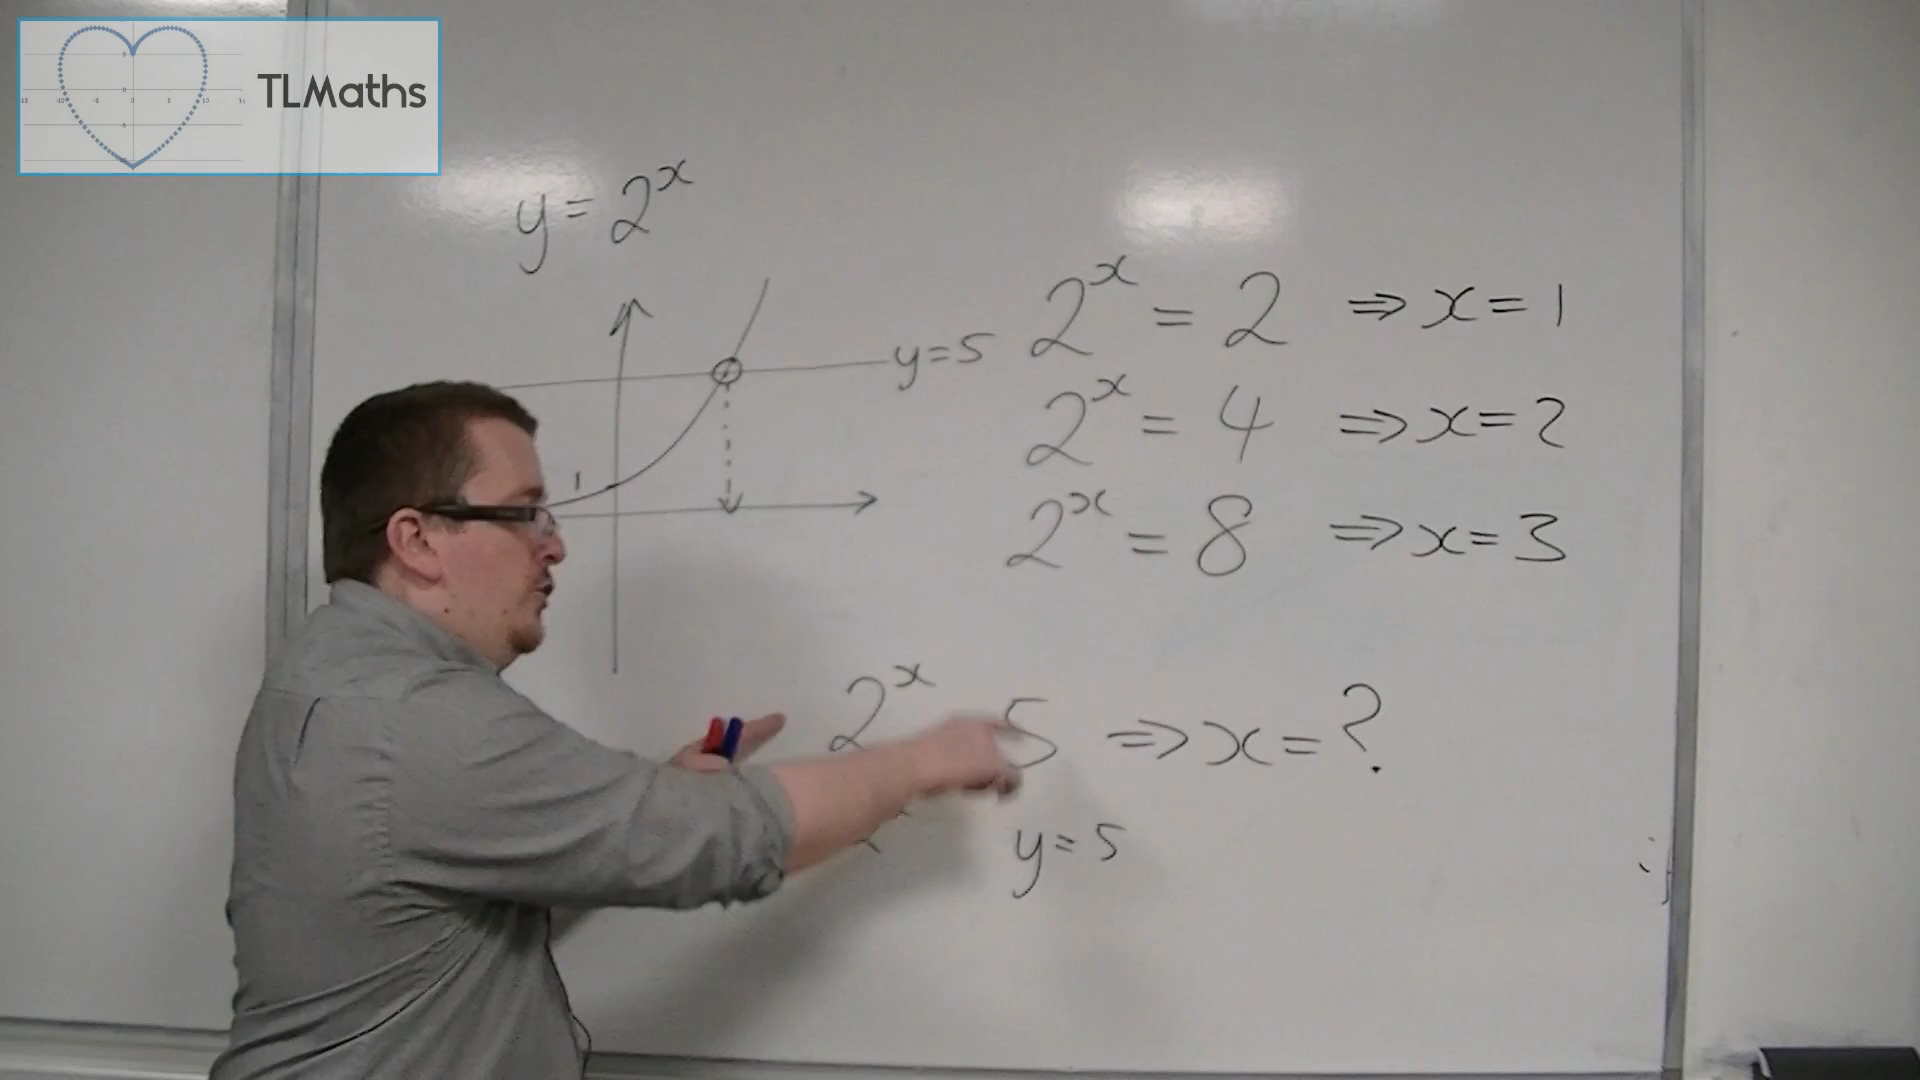 TLMaths
y = 2^x
2^x = 2 ⇒ x = 1
y = 5
2^x = 4 ⇒ x = 2
1
2^x = 8 ⇒ x = 3
2^x 5 ⇒ x = ?
y = 5